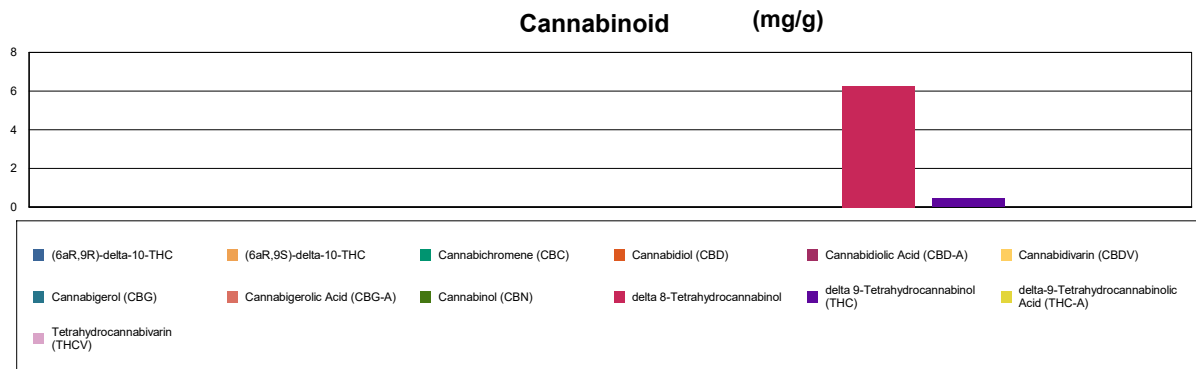 Cannabinoid (mg/g)
8
6
4
2
0
(6aR,9R)-delta-10-THC
(6aR,9S)-delta-10-THC
Cannabichromene (CBC)
Cannabidiol (CBD)
Cannabidiolic Acid (CBD-A)
Cannabidivarin (CBDV)
Cannabigerol (CBG)
Cannabigerolic Acid (CBG-A)
Cannabinol (CBN)
delta 8-Tetrahydrocannabinol
delta 9-Tetrahydrocannabinol
(THC)
delta-9-Tetrahydrocannabinolic
Acid (THC-A)
Tetrahydrocannabivarin
(THCV)